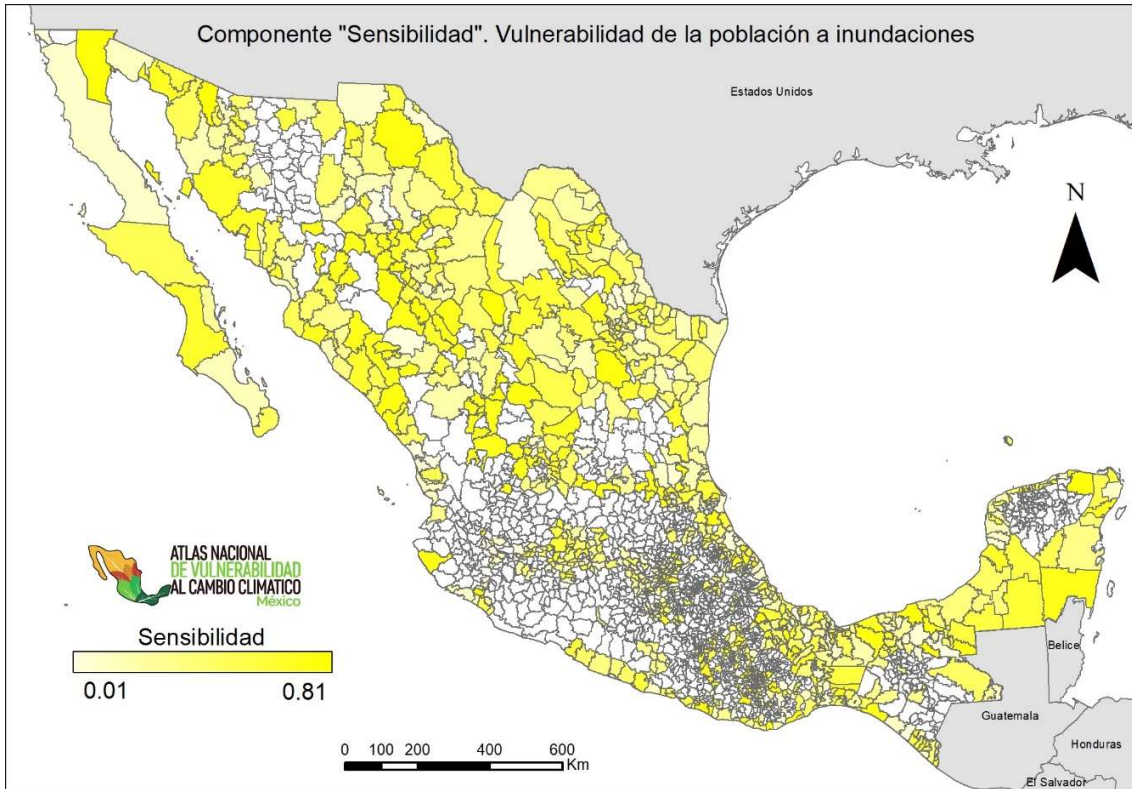 Componente "Sensibilidad". Vulnerabilidad de la población a inundaciones
Estados Unidos
N
ATLAS NACIONAL
DE VULNERABILIDAD
AL CAMBIO CLIMATICO
México
Sensibilidad
0.01 0.81
Belice
Guatemala
Honduras
El Salvador
0 100 200 400 600
Km